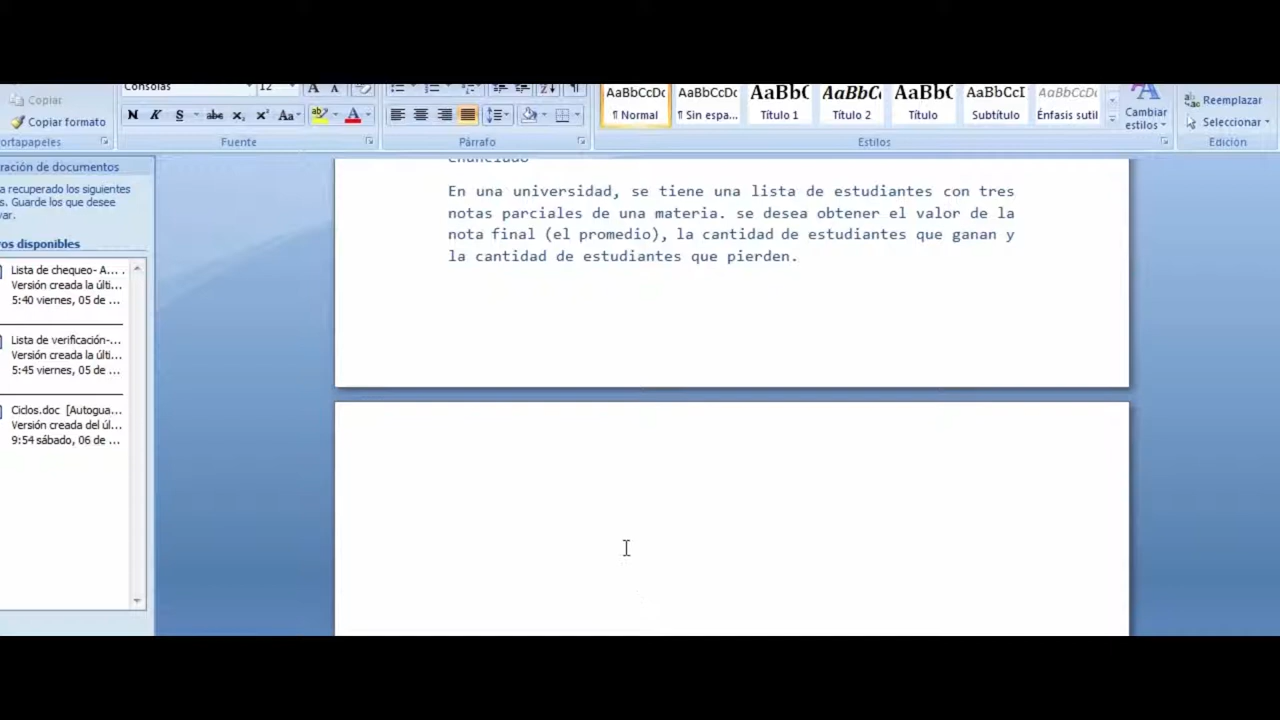 Copiar
Copiar formato
ortapapeles
Consolas
12
N K S abc x₂ x² Aa
Fuente
Párrafo
AaBbCcDc AaBbCcDc AaBbC AaBbC AaBbC AaBbCcI AaBbCcDc
¶ Normal ¶ Sin espa... Título 1 Título 2 Título Subtítulo Énfasis sutil
Estilos
Cambiar
estilos
Reemplazar
Seleccionar
Edición
ración de documentos
a recuperado los siguientes
s. Guarde los que desee
var.
os disponibles
Lista de chequeo- A... .
Versión creada la últi...
5:40 viernes, 05 de ...
Lista de verificación-...
Versión creada la últi...
5:45 viernes, 05 de ...
Ciclos.doc [Autogua...
Versión creada del úl...
9:54 sábado, 06 de ...
Enunciado
En una universidad, se tiene una lista de estudiantes con tres
notas parciales de una materia. se desea obtener el valor de la
nota final (el promedio), la cantidad de estudiantes que ganan y
la cantidad de estudiantes que pierden.